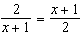 2/(x + 1) = (x + 1)/2